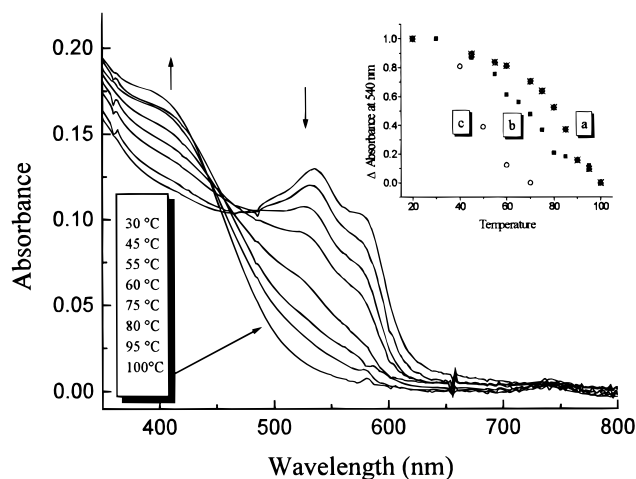 0.20
0.15
0.10
0.05
0.00
Absorbance
400
500
600
700
800
Wavelength (nm)
30 °C
45 °C
55 °C
60 °C
75 °C
80 °C
95 °C
100°C
1.0
0.8
0.6
0.4
0.2
0.0
Δ Absorbance at 540 nm
20
40
60
80
100
Temperature
c
b
a